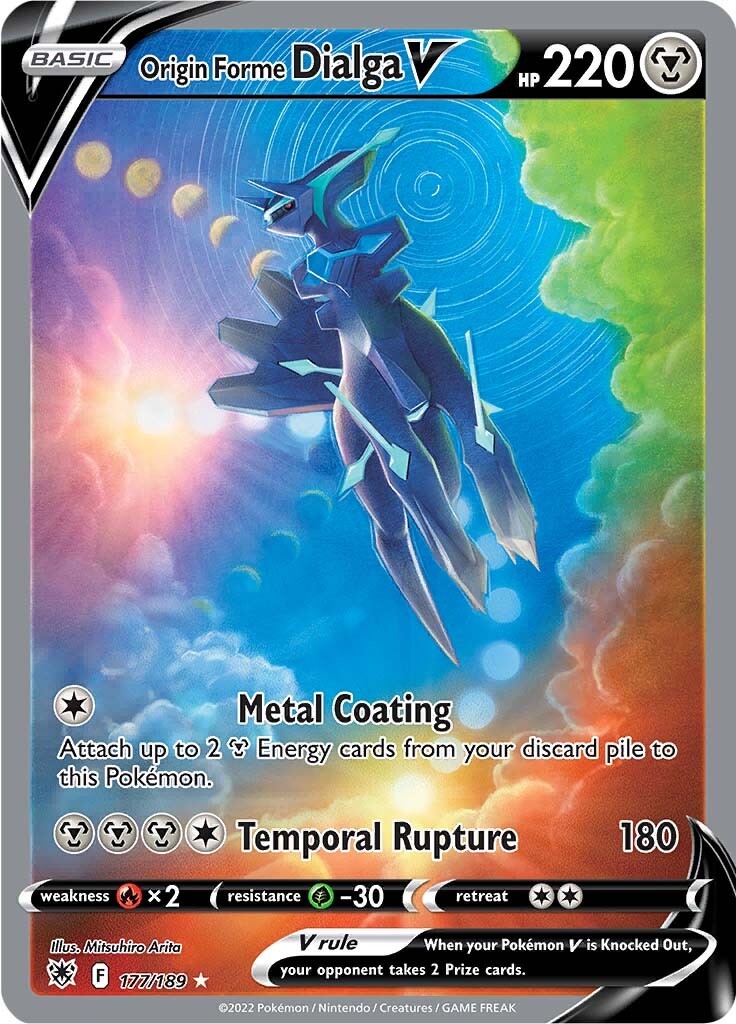 BASIC
Origin Forme Dialga V
HP 220
Metal Coating
Attach up to 2 Energy cards from your discard pile to
this Pokémon.
Temporal Rupture 180
weakness ×2 resistance -30 retreat
Illus. Mitsuhiro Arita
F 177/189
V rule When your Pokémon V is Knocked Out,
your opponent takes 2 Prize cards.
©2022 Pokémon / Nintendo / Creatures / GAME FREAK